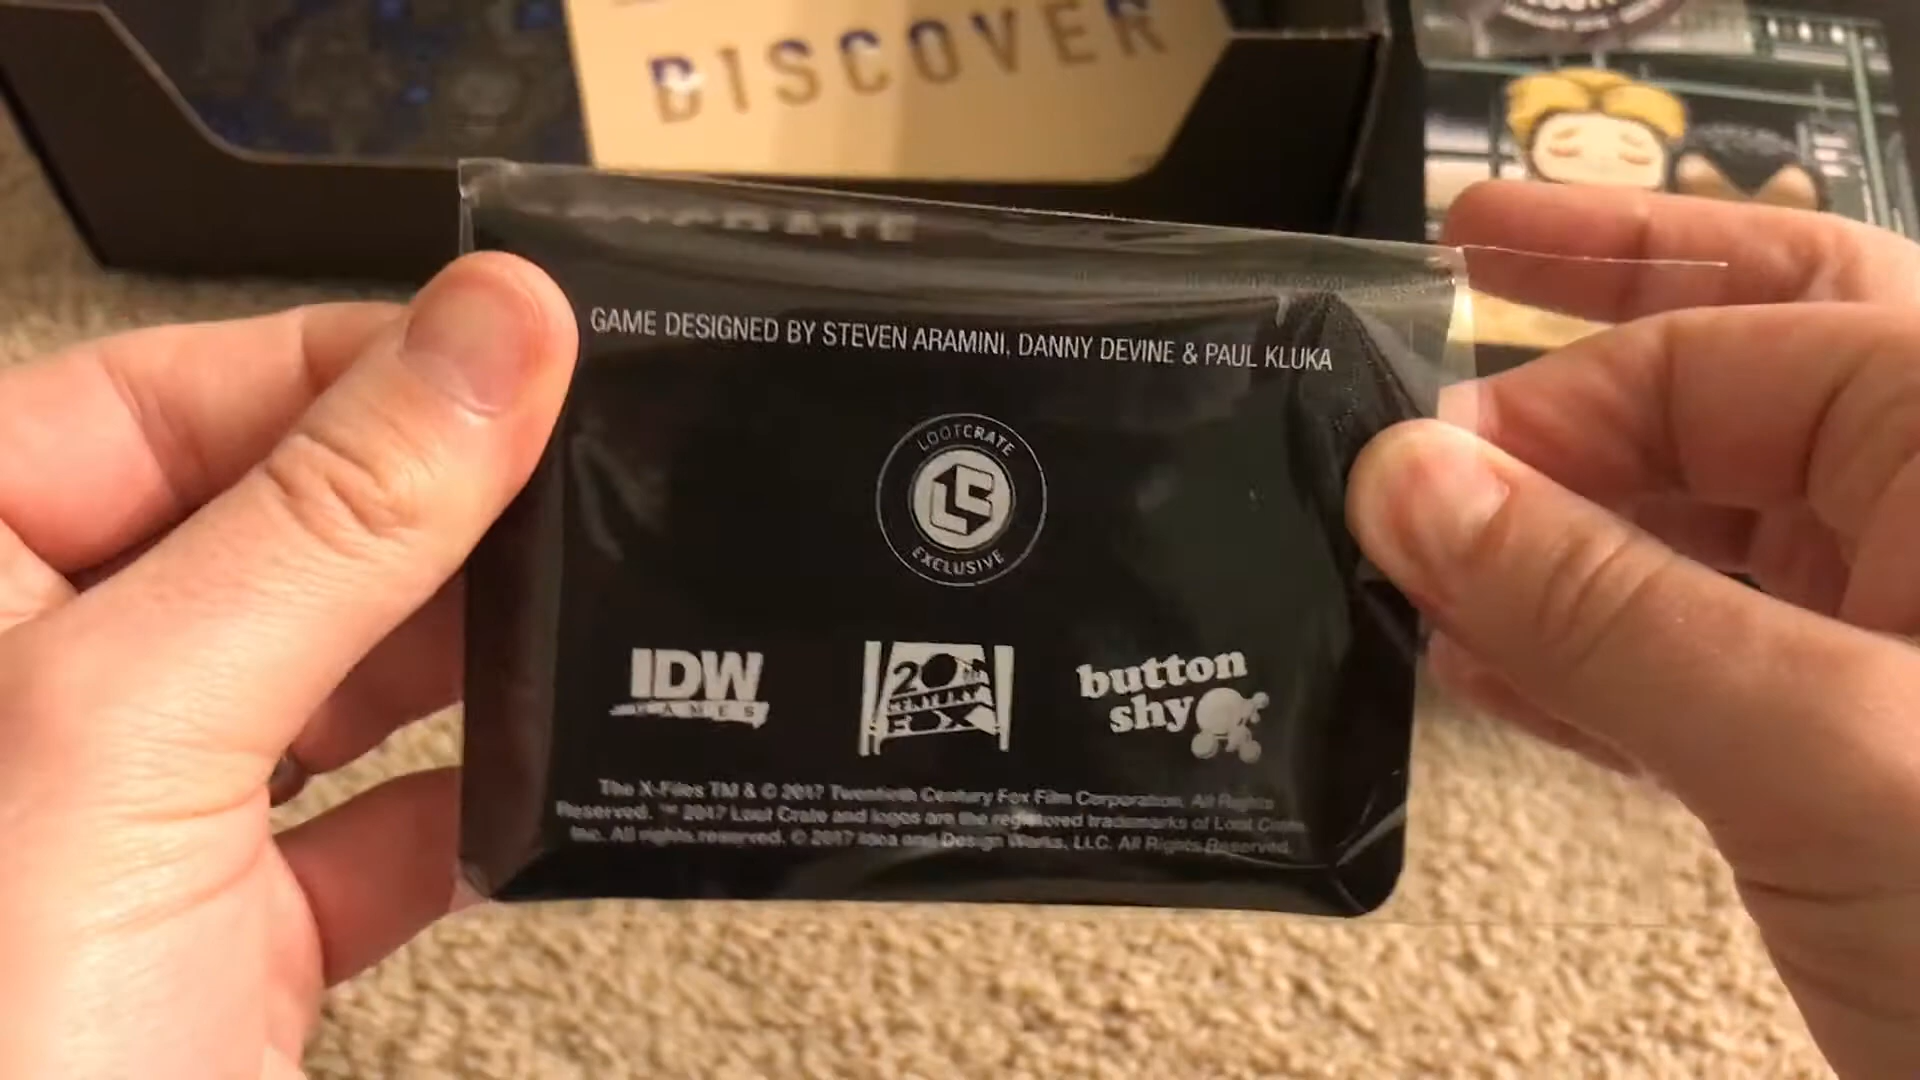 DISCOVER
GAME DESIGNED BY STEVEN ARAMINI, DANNY DEVINE & PAUL KLUKA
LOOTCRATE
LC
EXCLUSIVE
IDW
GAMES
20th
CENTURY
FOX
button
shy
The X-Files TM & © 2017 Twentieth Century Fox Film Corporation. All Rights
Reserved. ™ 2017 Loot Crate and logos are the registered trademarks of Loot Crate
Inc. All rights reserved. © 2017 Idea and Design Works, LLC. All Rights Reserved.